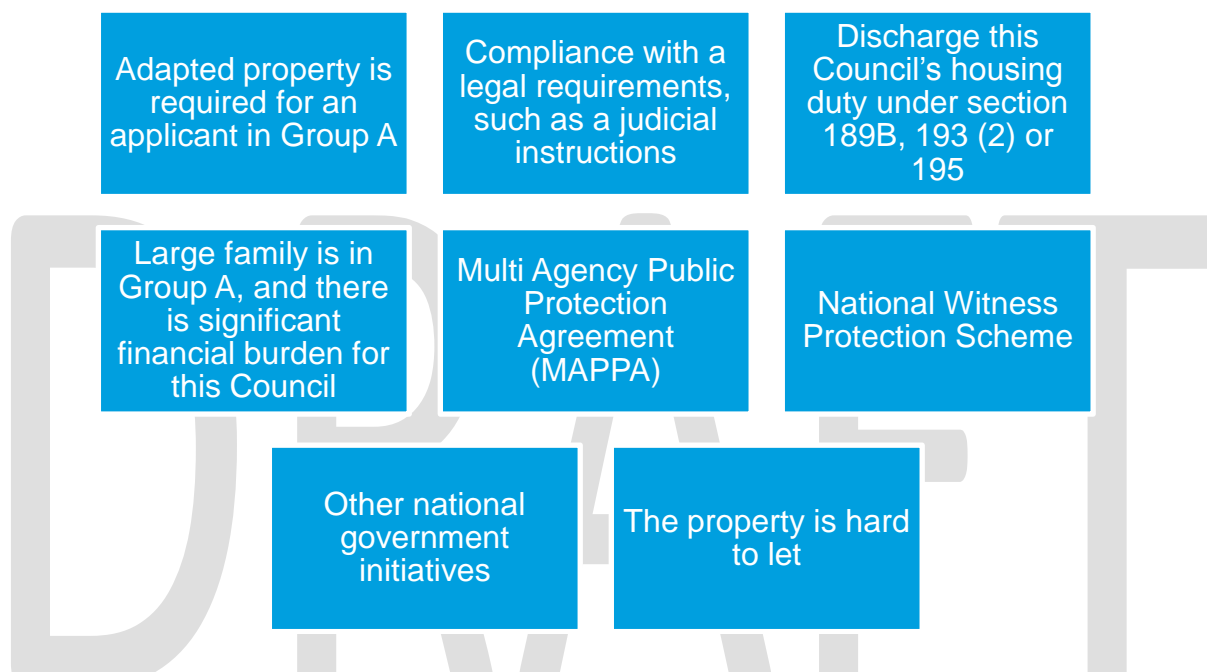 Adapted property is
required for an
applicant in Group A
Compliance with a
legal requirements,
such as a judicial
instructions
Discharge this
Council’s housing
duty under section
189B, 193 (2) or
195
Large family is in
Group A, and there
is significant
financial burden for
this Council
Multi Agency Public
Protection
Agreement
(MAPPA)
National Witness
Protection Scheme
Other national
government
initiatives
The property is hard
to let
DRAFT